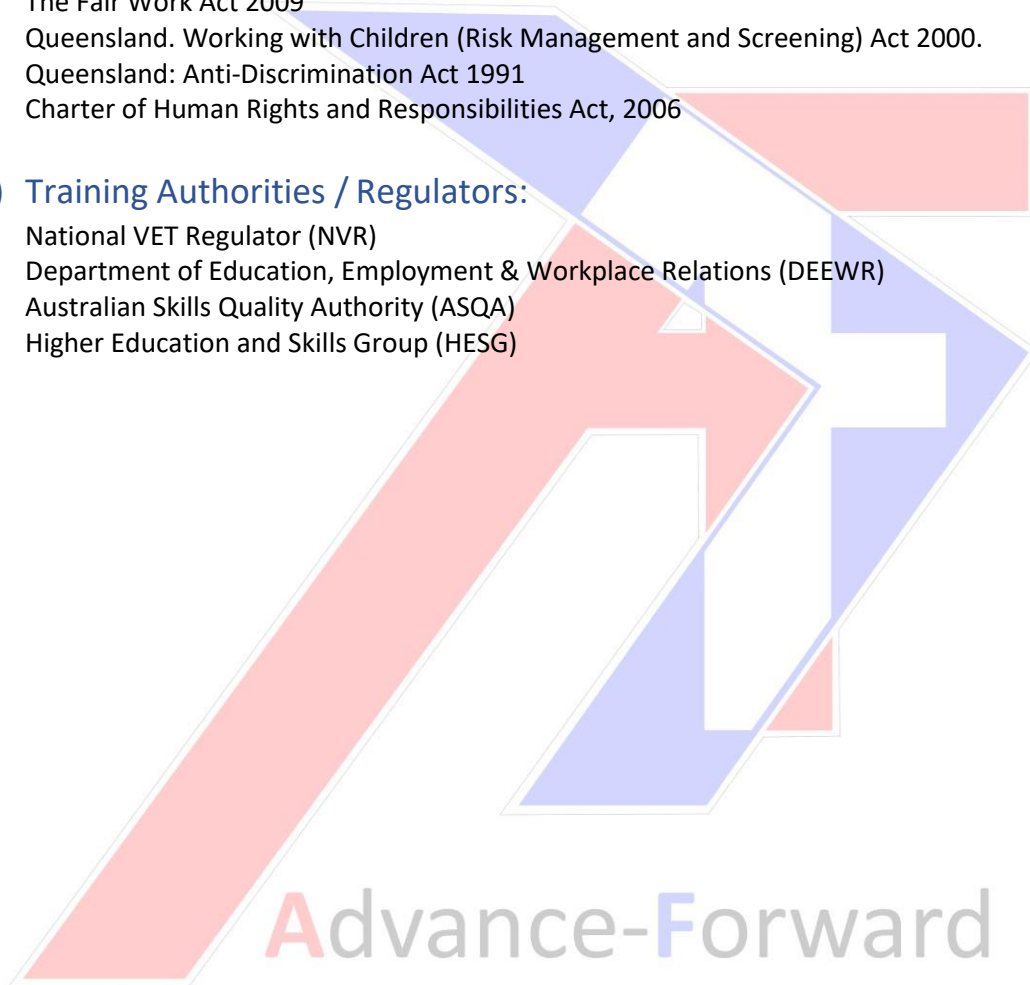 The Fair Work Act 2009
Queensland. Working with Children (Risk Management and Screening) Act 2000.
Queensland: Anti-Discrimination Act 1991
Charter of Human Rights and Responsibilities Act, 2006
) Training Authorities / Regulators:
National VET Regulator (NVR)
Department of Education, Employment & Workplace Relations (DEEWR)
Australian Skills Quality Authority (ASQA)
Higher Education and Skills Group (HESG)
Advance-Forward